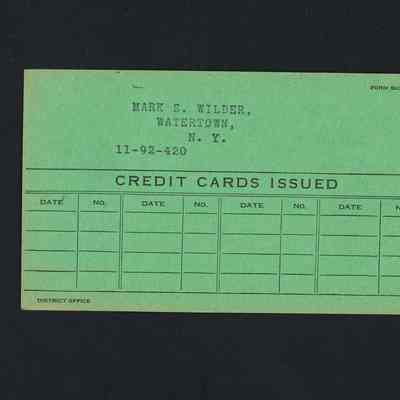 MARK S. WILDER,
WATERTOWN,
N. Y.
11-92-420
CREDIT CARDS ISSUED
DATE NO. DATE NO. DATE NO. DATE
DISTRICT OFFICE